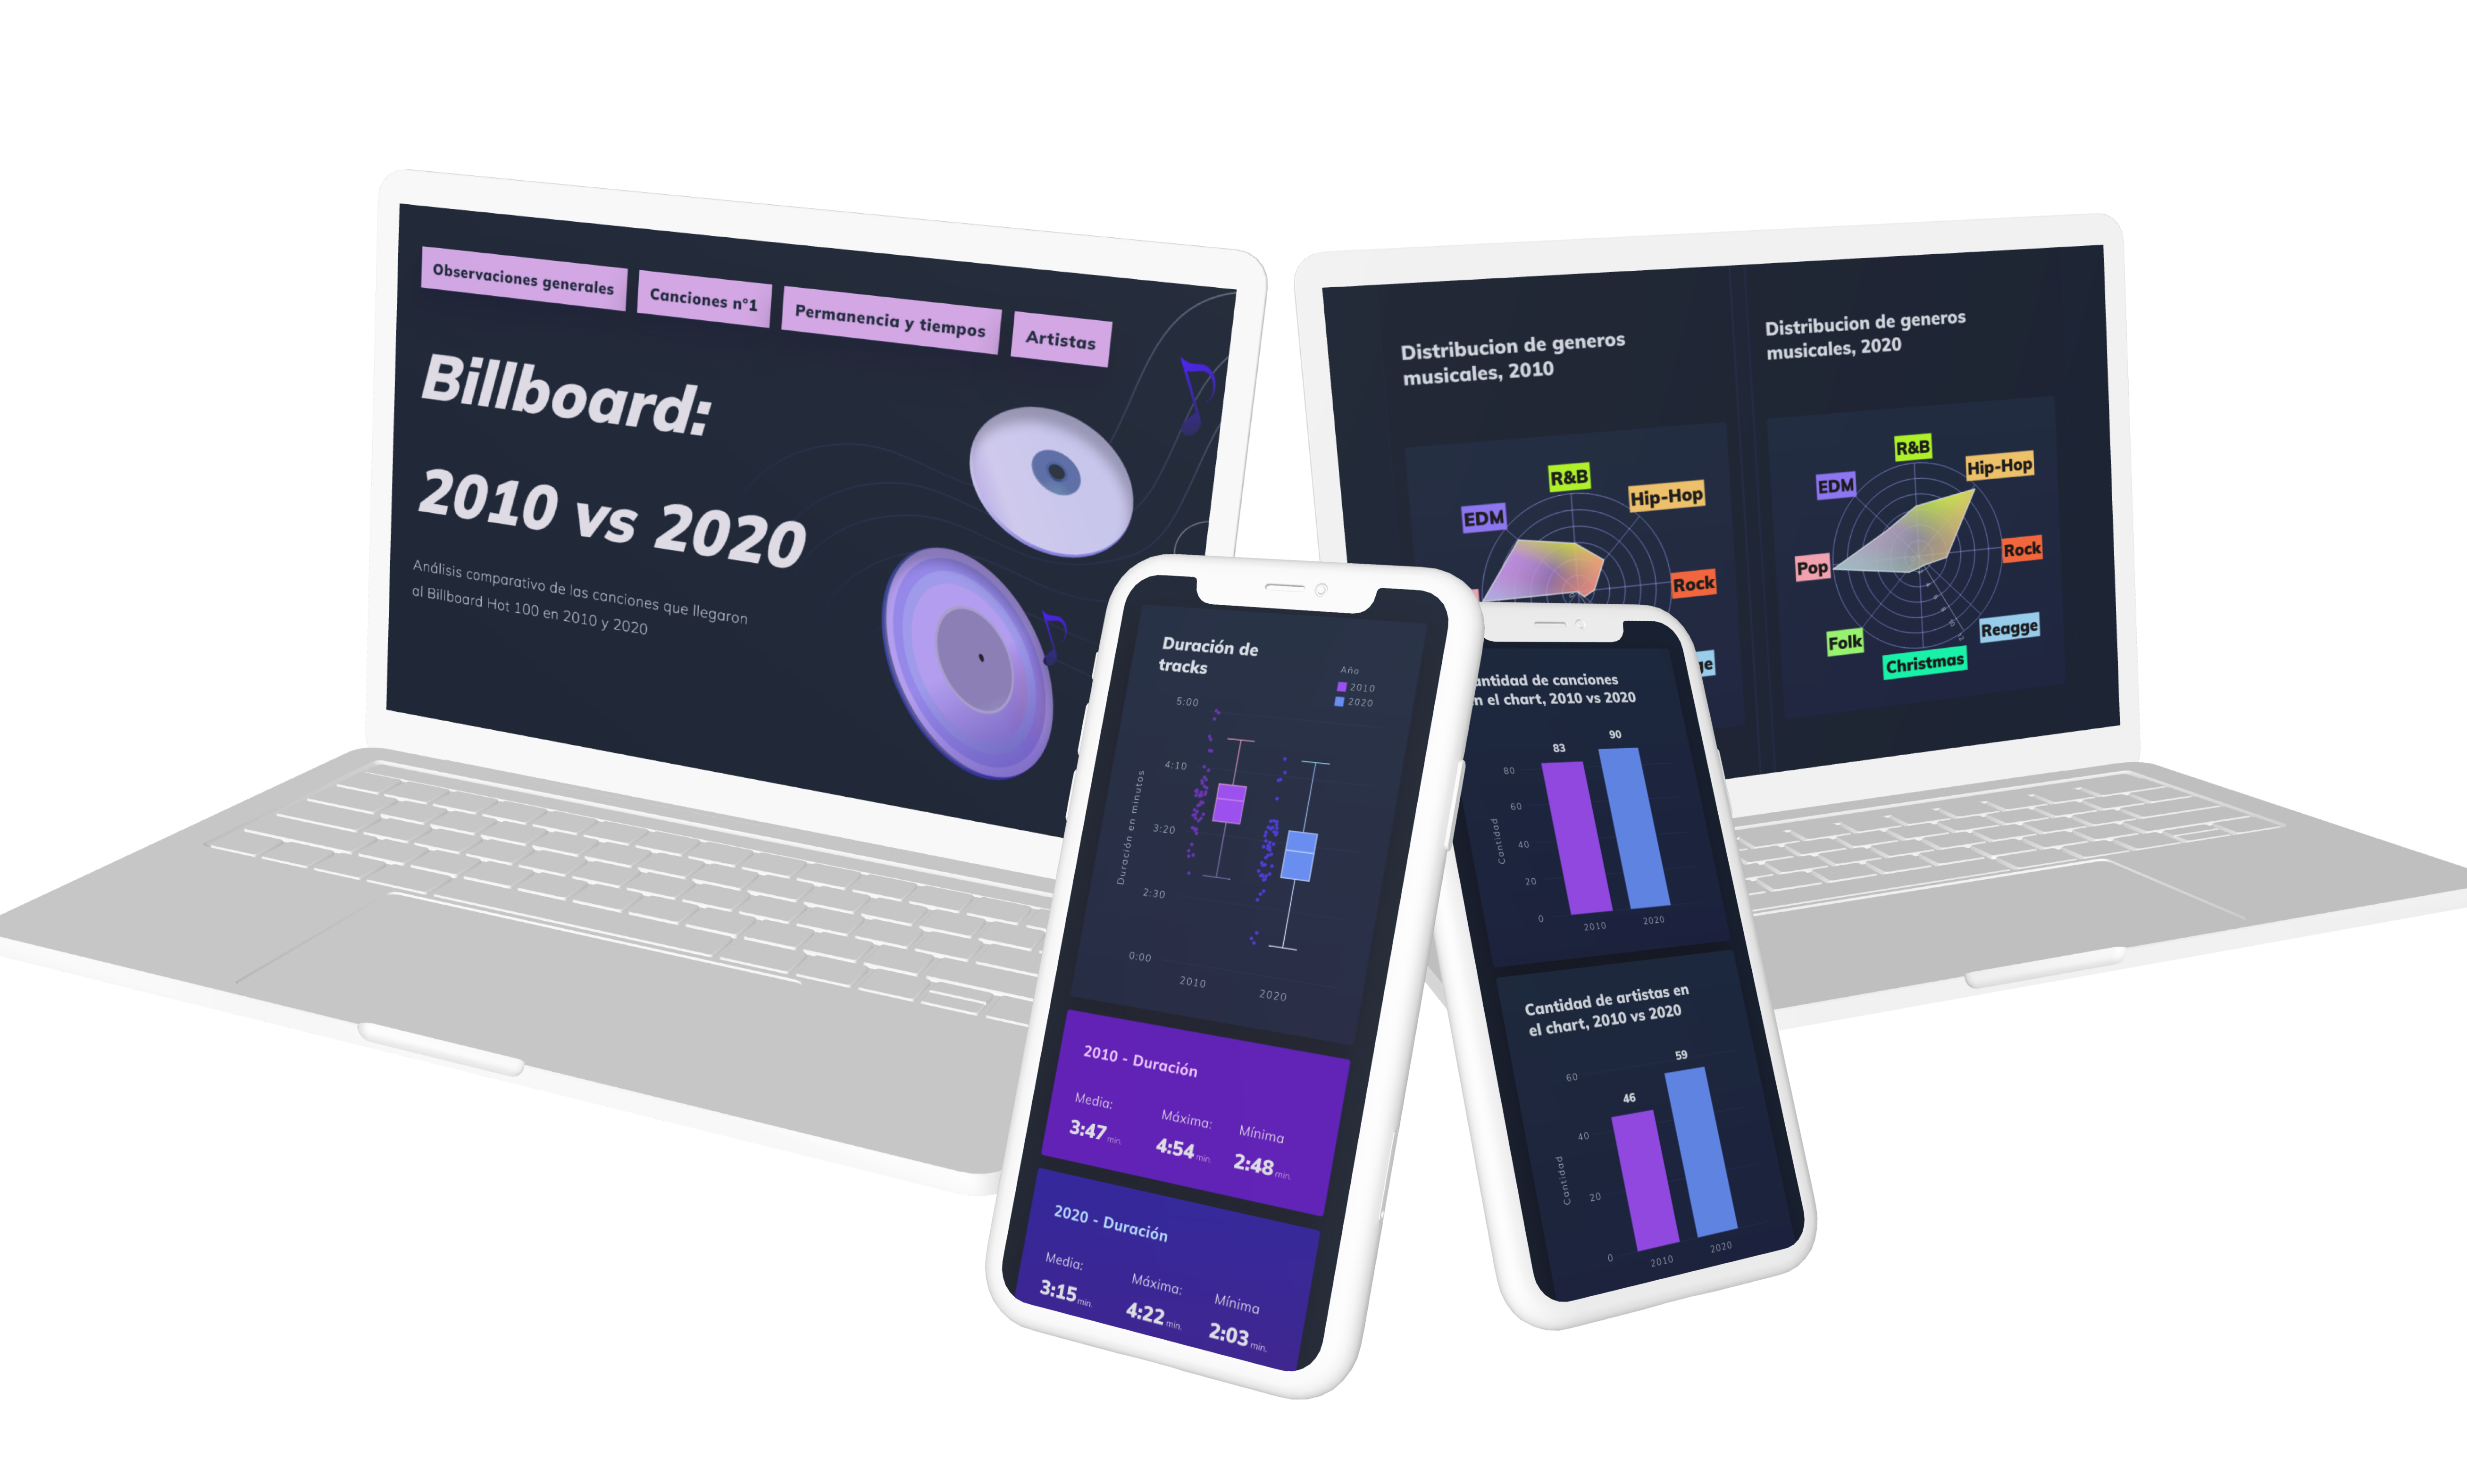 Observaciones generales
Canciones n°1
Permanencia y tiempos
Artistas
Billboard:
2010 vs 2020
Análisis comparativo de las canciones que llegaron
al Billboard Hot 100 en 2010 y 2020
Distribucion de generos
musicales, 2010
R&B
EDM
Hip-Hop
Rock
ge
Distribucion de generos
musicales, 2020
R&B
Hip-Hop
EDM
Rock
Pop
Reagge
Folk
Christmas
Duración de
tracks
Año
2010
2020
5:00
4:10
3:20
2:30
0:00
Duración en minutos
2010
2020
2010 - Duración
Media:
Máxima:
Mínima
3:47 min.
4:54 min.
2:48 min.
2020 - Duración
Media:
Máxima:
Mínima
3:15 min.
4:22 min.
2:03 min.
antidad de canciones
n el chart, 2010 vs 2020
83
90
80
60
40
20
0
Cantidad
2010
2020
Cantidad de artistas en
el chart, 2010 vs 2020
59
46
60
40
20
0
Cantidad
2010
2020